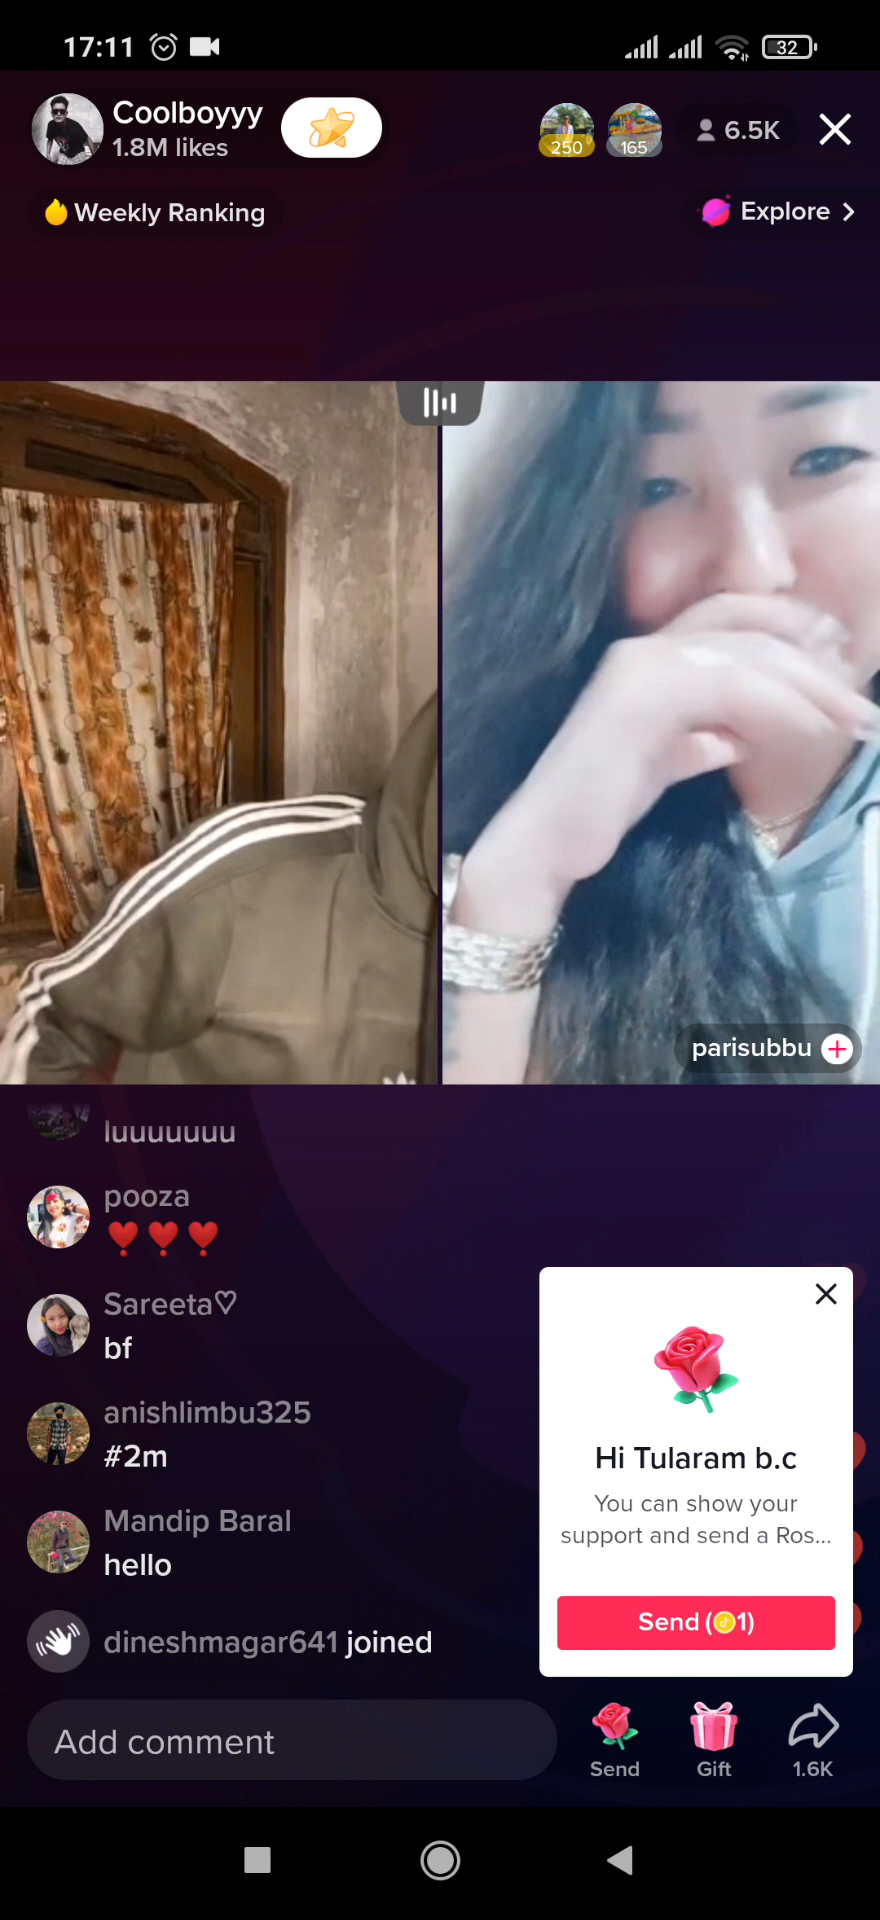 17:11
32
Coolboyyy
1.8M likes
250
165
6.5K
Weekly Ranking
Explore
parisubbu
luuuuuuu
pooza
❣️❣️❣️
Sareeta♡
bf
anishlimbu325
#2m
Mandip Baral
hello
dineshmagar641 joined
Hi Tularam b.c
You can show your
support and send a Ros...
Send (1)
Add comment
Send
Gift
1.6K